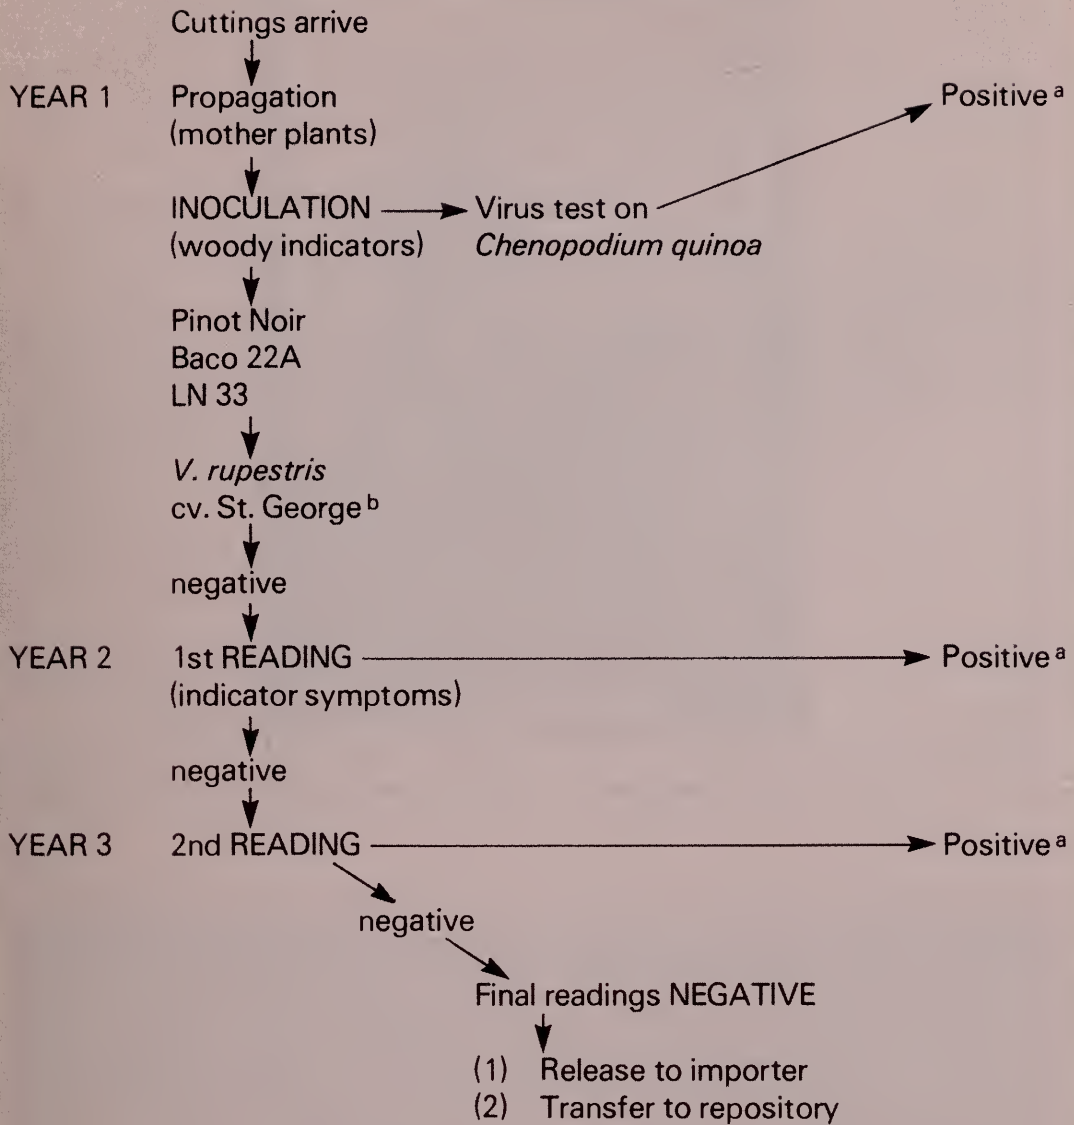 Cuttings arrive
YEAR 1 Propagation Positive a
(mother plants)
INOCULATION Virus test on
(woody indicators) Chenopodium quinoa
Pinot Noir
Baco 22A
LN 33
V. rupestris
cv. St. George b
negative
YEAR 2 1st READING Positive a
(indicator symptoms)
negative
YEAR 3 2nd READING Positive a
negative
Final readings NEGATIVE
(1) Release to importer
(2) Transfer to repository